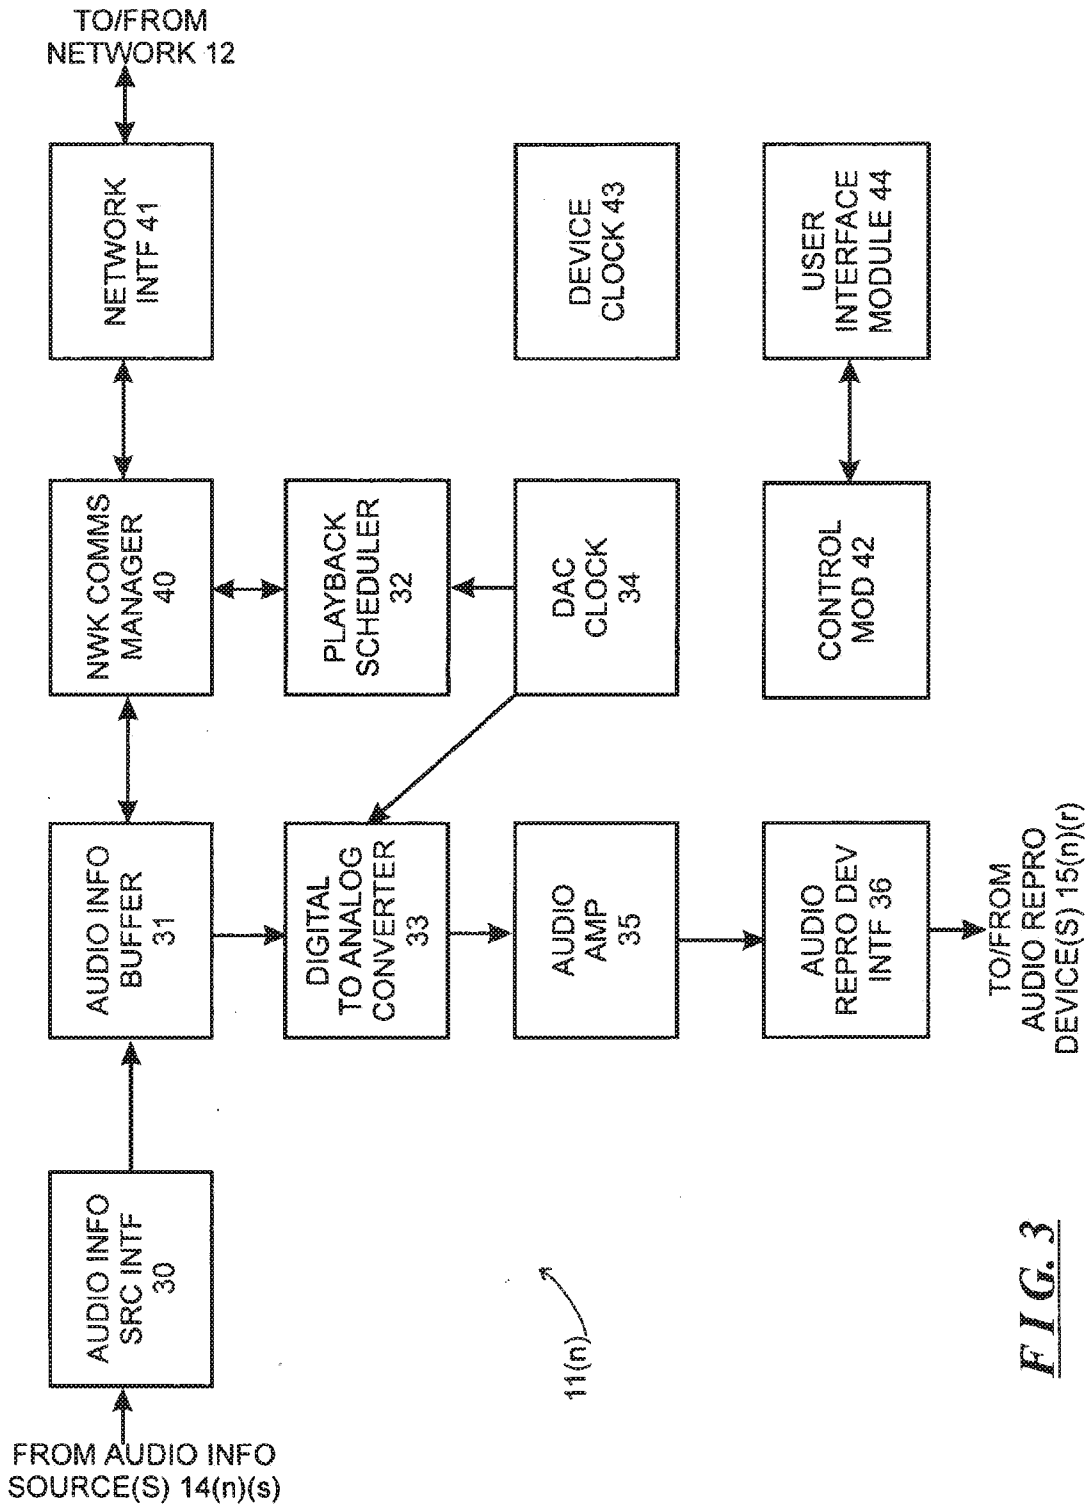 TO/FROM
NETWORK 12
NETWORK
INTF 41
DEVICE
CLOCK 43
USER
INTERFACE
MODULE 44
NWK COMMS
MANAGER
40
PLAYBACK
SCHEDULER
32
DAC
CLOCK
34
CONTROL
MOD 42
AUDIO INFO
BUFFER
31
DIGITAL
TO ANALOG
CONVERTER
33
AUDIO
AMP
35
AUDIO
REPRO DEV
INTF 36
TO/FROM
AUDIO REPRO
DEVICE(S) 15(n)(r)
AUDIO INFO
SRC INTF
30
FROM AUDIO INFO
SOURCE(S) 14(n)(s)
11(n)
FIG. 3